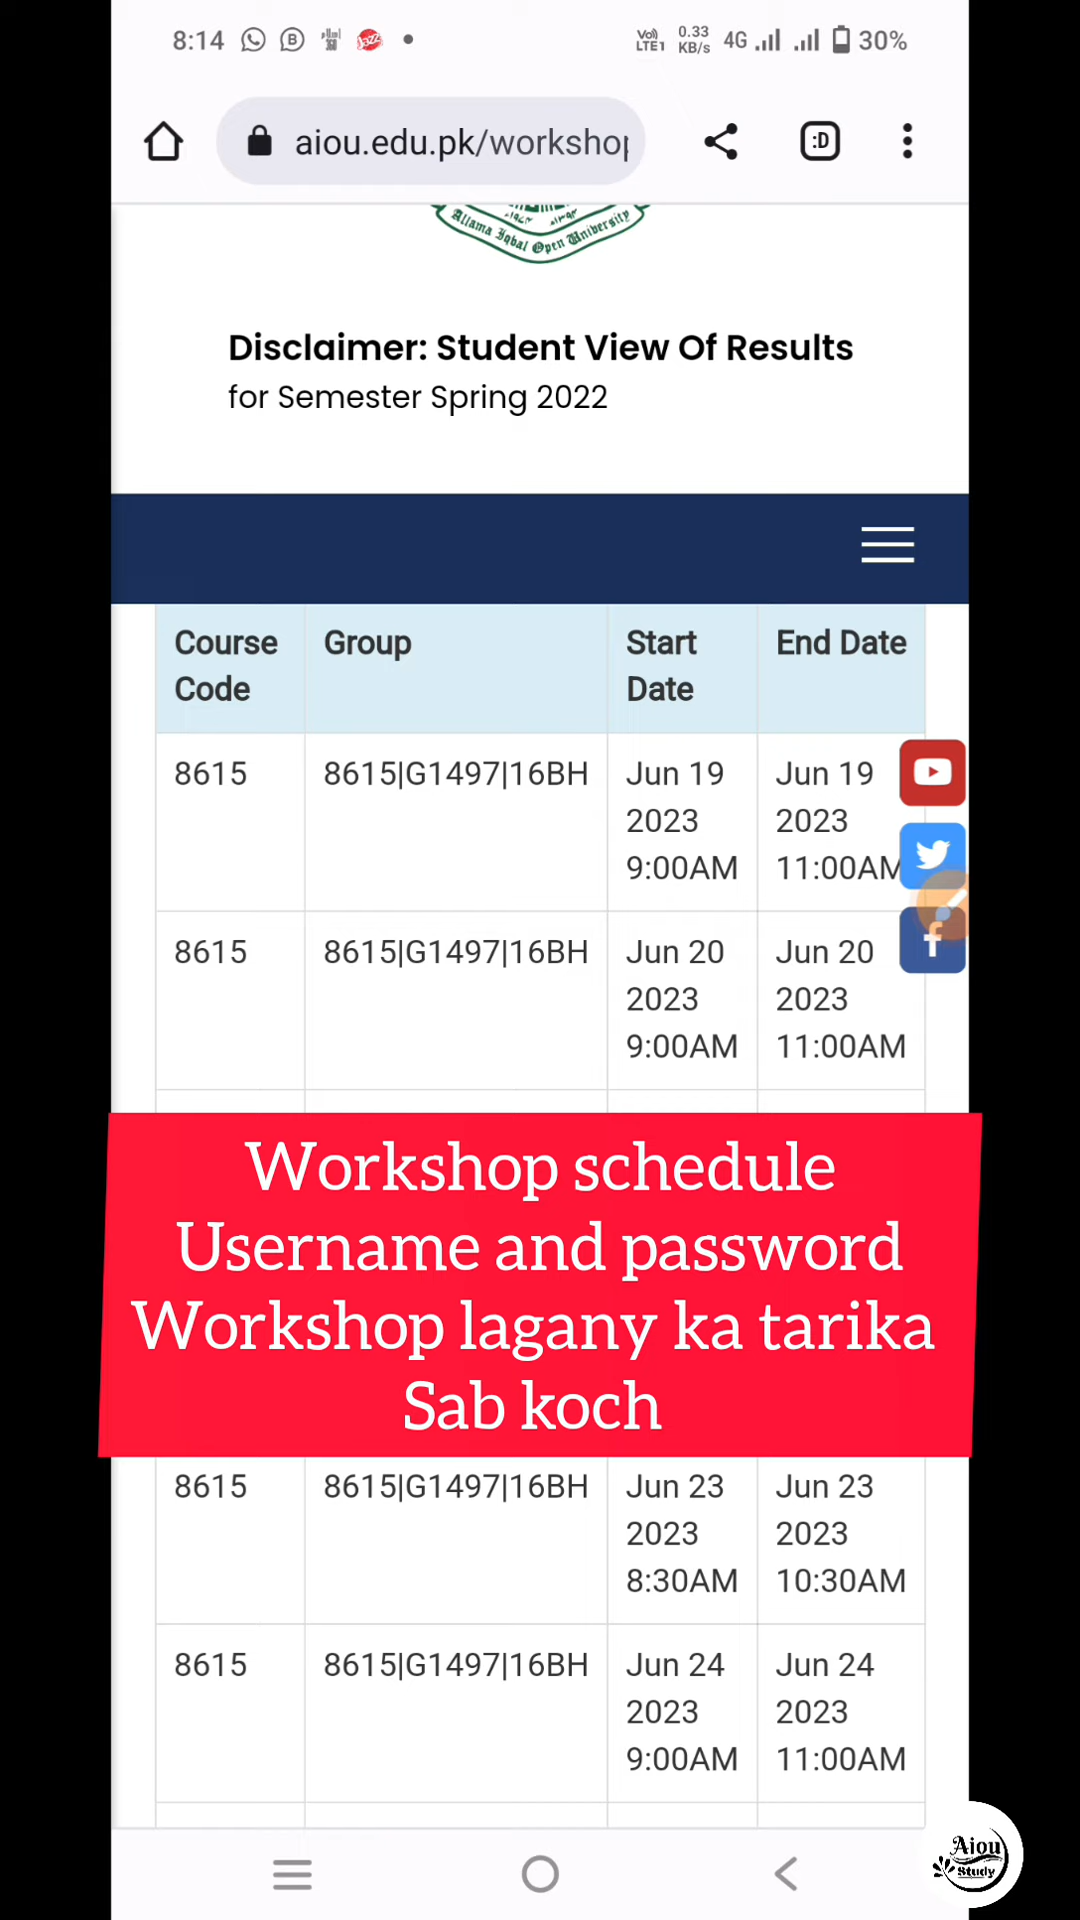 8:14
Vo) 0.33 4G 30%
LTE1 KB/s
aiou.edu.pk/workshop
Allama Iqbal Open University
Disclaimer: Student View Of Results
for Semester Spring 2022
Course Code Group Start Date End Date
8615 8615|G1497|16BH Jun 19 2023 9:00AM Jun 19 2023 11:00AM
8615 8615|G1497|16BH Jun 20 2023 9:00AM Jun 20 2023 11:00AM
Workshop schedule
Username and password
Workshop lagany ka tarika
Sab koch
8615 8615|G1497|16BH Jun 23 2023 8:30AM Jun 23 2023 10:30AM
8615 8615|G1497|16BH Jun 24 2023 9:00AM Jun 24 2023 11:00AM
Aiou
Study